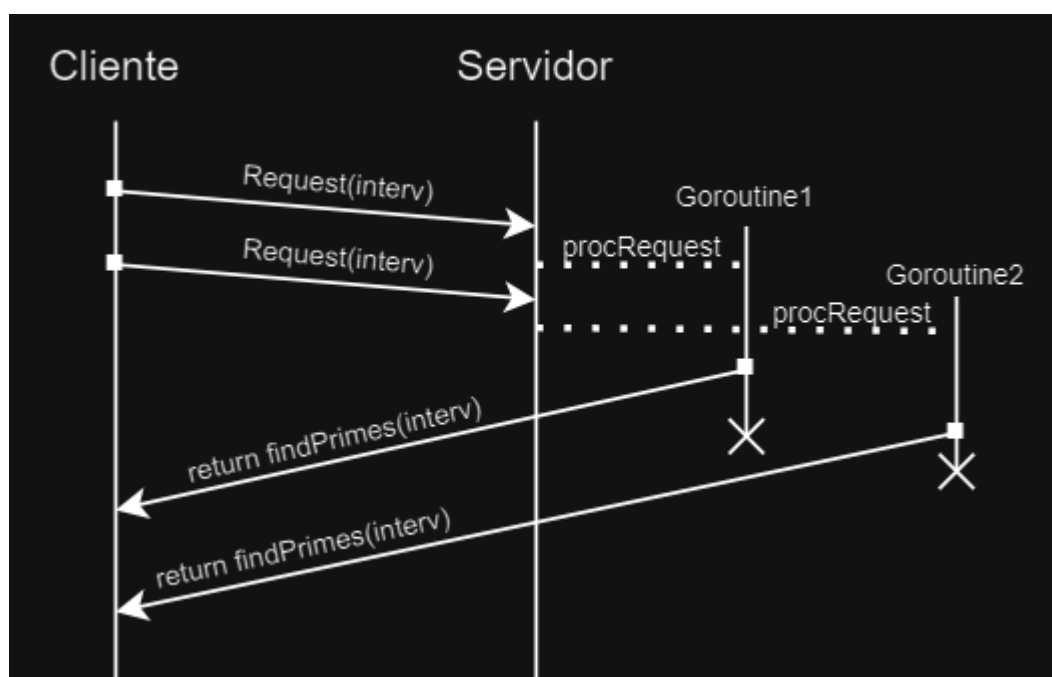 Cliente
Servidor
Request(interv)
Goroutine1
Request(interv)
procRequest
Goroutine2
procRequest
return findPrimes(interv)
return findPrimes(interv)